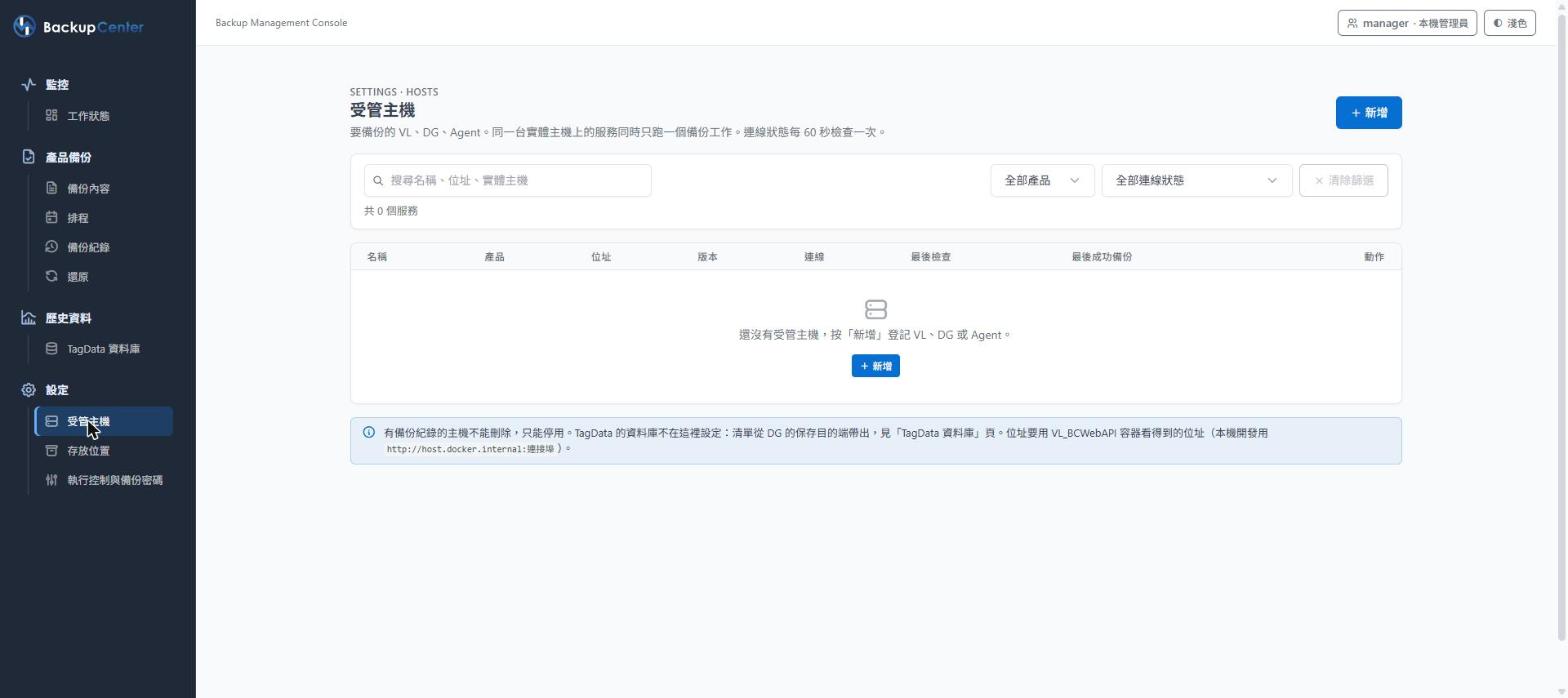 BackupCenter
Backup Management Console
manager · 本機管理員
淺色
監控
工作狀態
產品備份
備份內容
排程
備份紀錄
還原
歷史資料
TagData 資料庫
設定
受管主機
存放位置
執行控制與備份密碼
SETTINGS · HOSTS
受管主機
要備份的 VL、DG、Agent。同一台實體主機上的服務同時只跑一個備份工作。連線狀態每 60 秒檢查一次。
+ 新增
搜尋名稱、位址、實體主機
全部產品
全部連線狀態
× 清除篩選
共 0 個服務
名稱 產品 位址 版本 連線 最後檢查 最後成功備份 動作
還沒有受管主機，按「新增」登記 VL、DG 或 Agent。
+ 新增
有備份紀錄的主機不能刪除，只能停用。TagData 的資料庫不在這裡設定：清單從 DG 的保存目的端帶出，見「TagData 資料庫」頁。位址要用 VL_BCWebAPI 容器看得到的位址（本機開發用
http://host.docker.internal:連接埠 ）。